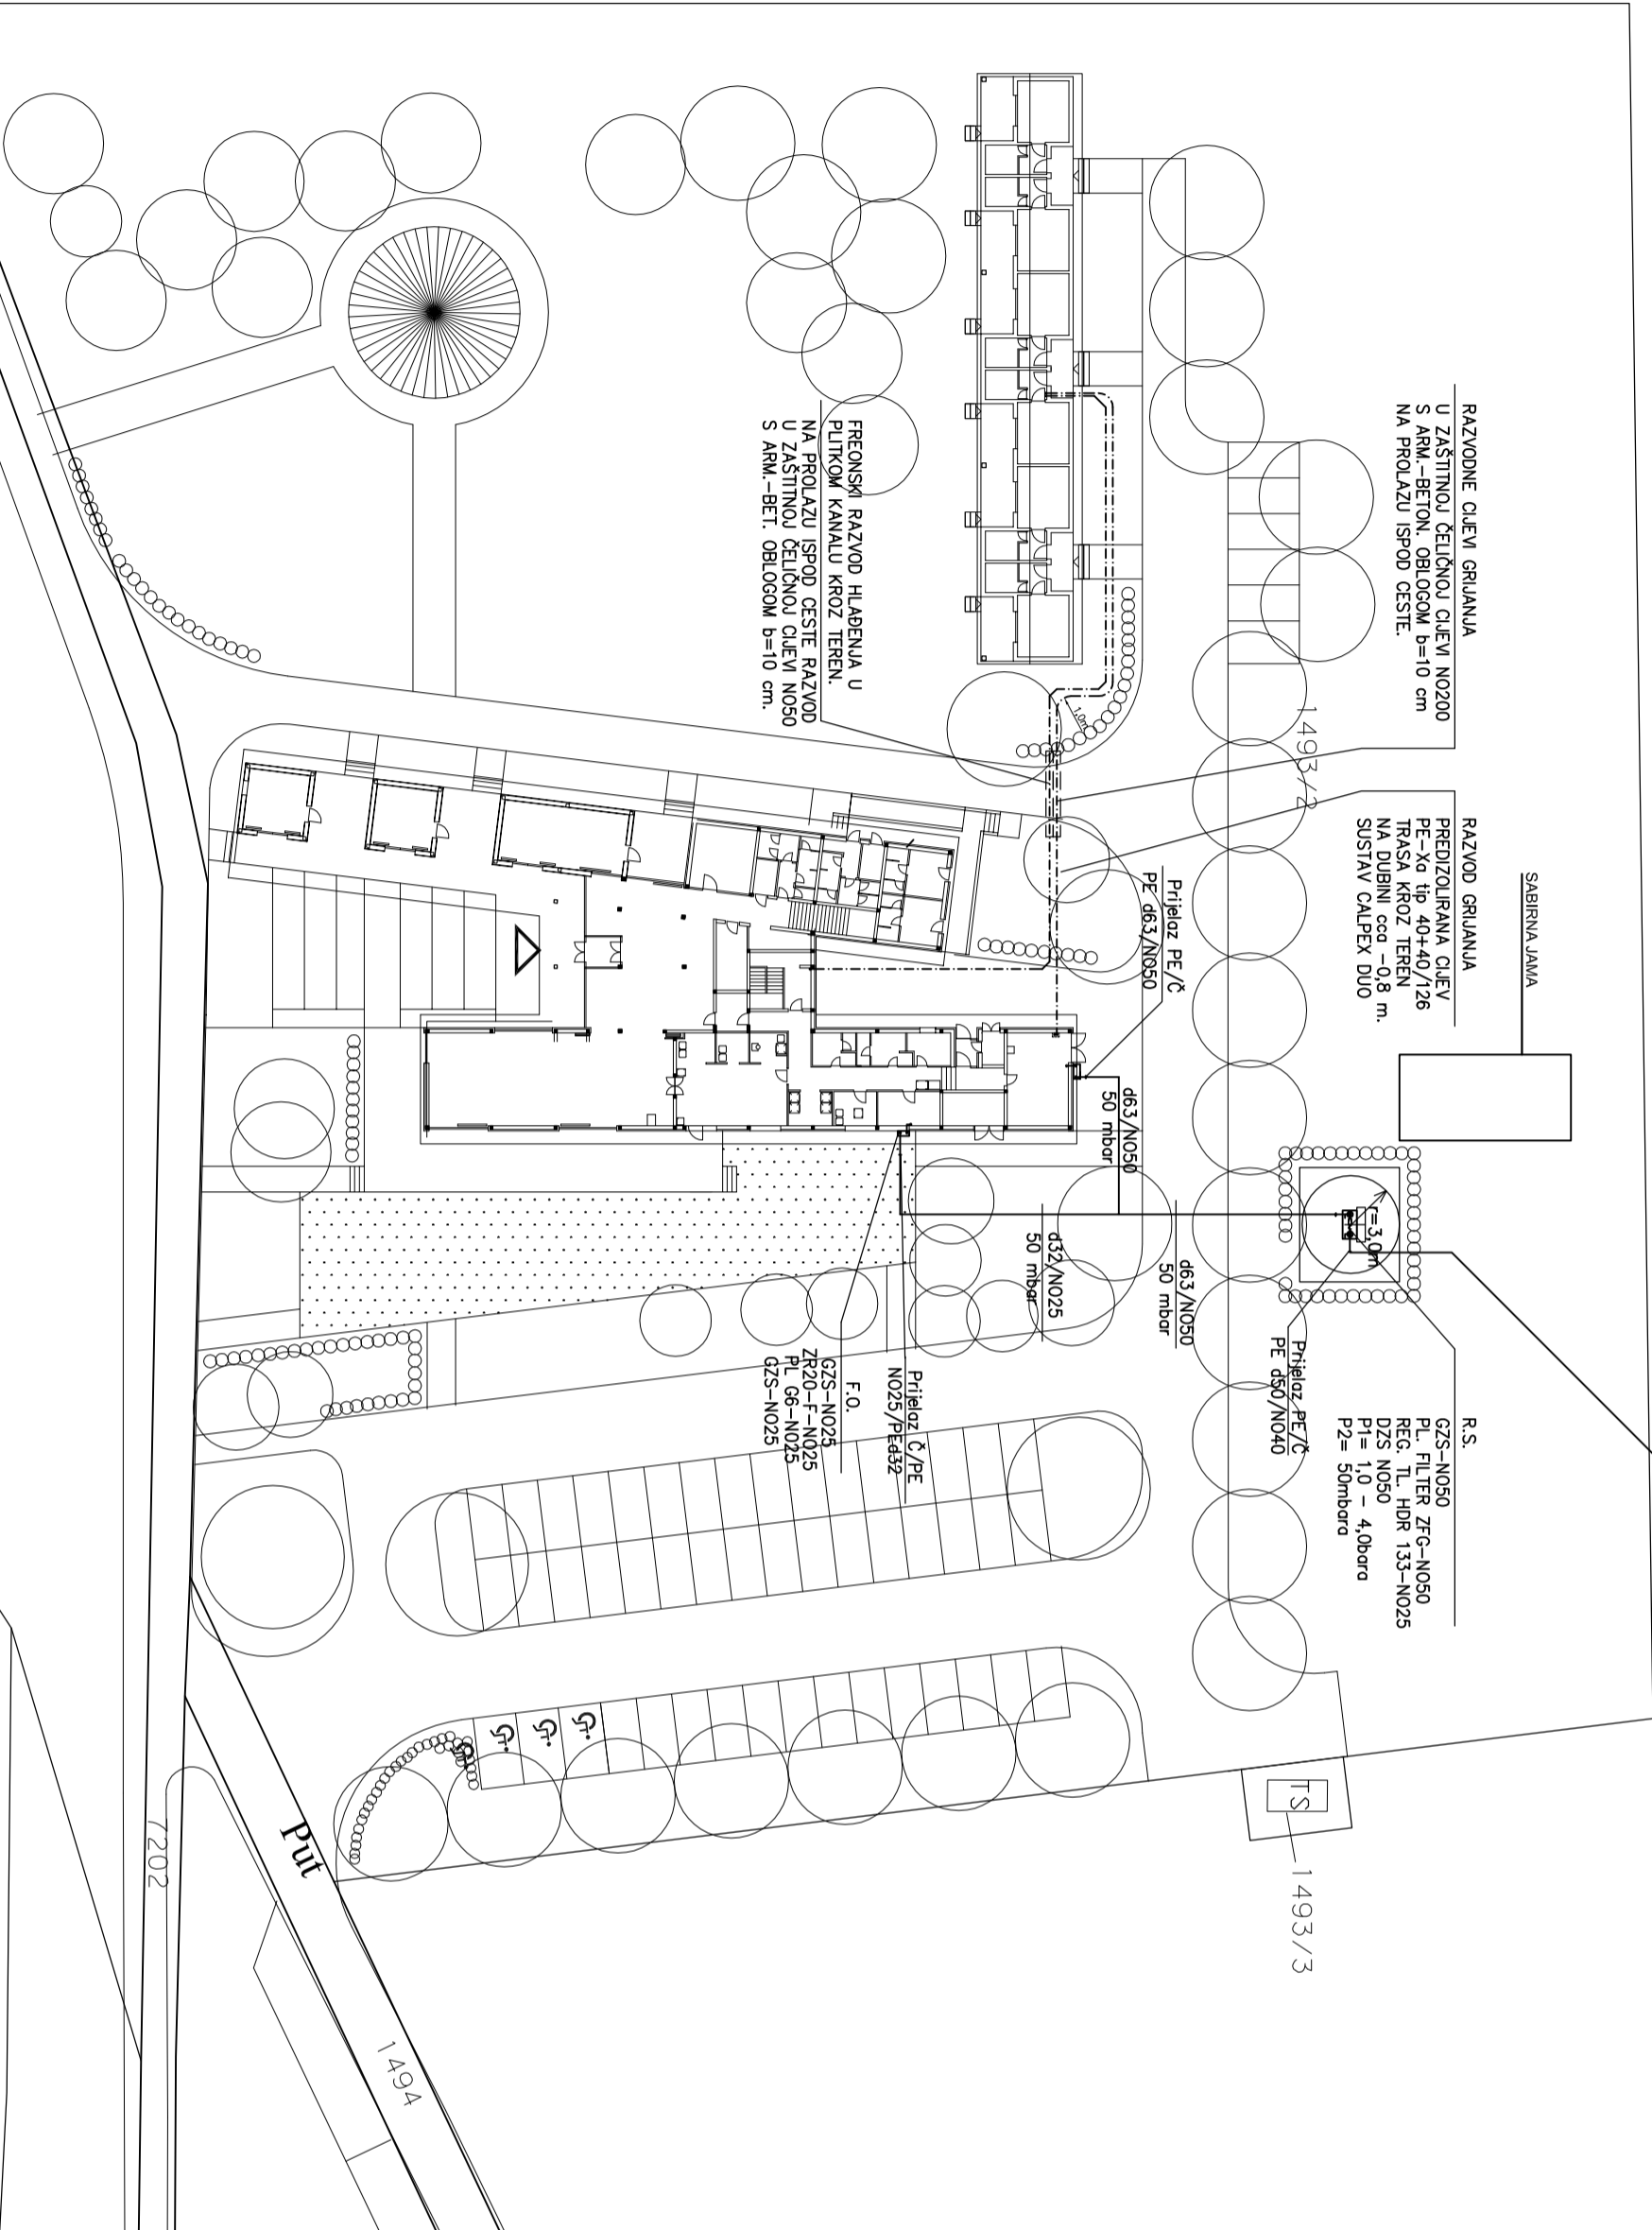 RAZVODNE CIJEVI GRIJANJA
U ZAŠTITNOJ ČELIČNOJ CIJEVI NO200
S ARM.-BETON. OBLOGOM b=10 cm
NA PROLAZU ISPOD CESTE.
FREONSKI RAZVOD HLAĐENJA U
PLITKOM KANALU KROZ TEREN.
NA PROLAZU ISPOD CESTE RAZVOD
U ZAŠTITNOJ ČELIČNOJ CIJEVI NO50
S ARM.-BET. OBLOGOM b=10 cm.
1,0m
1493/2
RAZVOD GRIJANJA
PREDIZOLIRANA CIJEV
PE-Xa tip 40+40/126
TRASA KROZ TEREN
NA DUBINI cca -0,8 m.
SUSTAV CALPEX DUO
SABIRNA JAMA
Prijelaz PE/Č
PE d63/NO50
d63/NO50
50 mbar
d63/NO50
50 mbar
d32/NO25
50 mbar
r=3,0m
Prijelaz PE/Č
PE d50/NO40
R.S.
GZS-NO50
PL. FILTER ZFG-NO50
REG. TL. HDR 133-NO25
DZS NO50
P1= 1,0 - 4,0bara
P2= 50mbara
Prijelaz Č/PE
NO25/PEd32
F.O.
GZS-NO25
ZR20-F-NO25
PL G6-NO25
GZS-NO25
TS
1493/3
Put
7202
1494